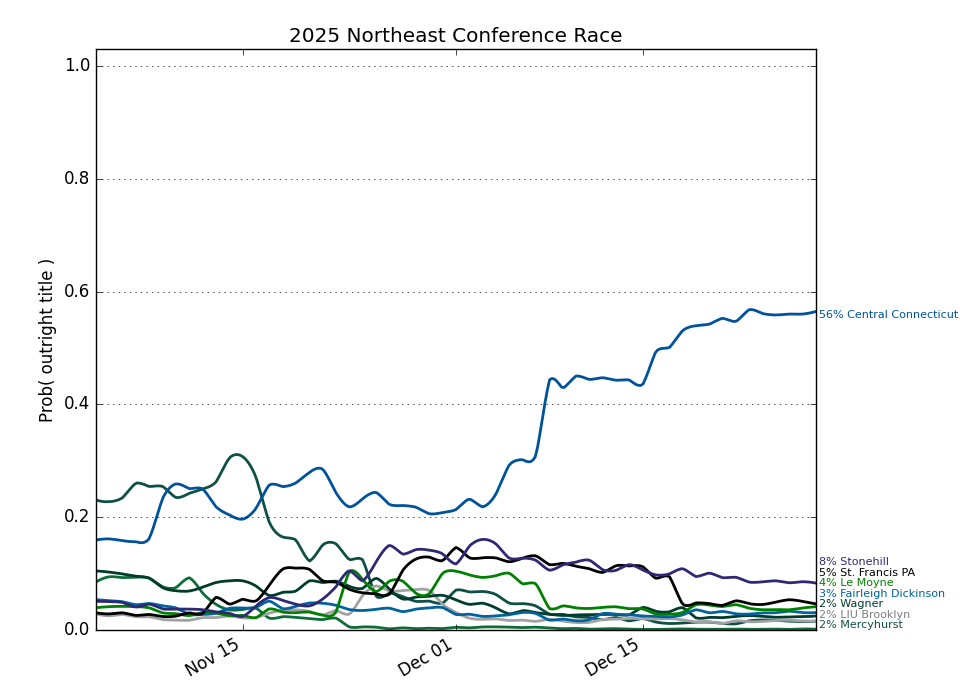 2025 Northeast Conference Race
Prob( outright title )
1.0
0.8
0.6
0.4
0.2
0.0
Nov 15
Dec 01
Dec 15
56% Central Connecticut
8% Stonehill
5% St. Francis PA
4% Le Moyne
3% Fairleigh Dickinson
2% Wagner
2% LIU Brooklyn
2% Mercyhurst